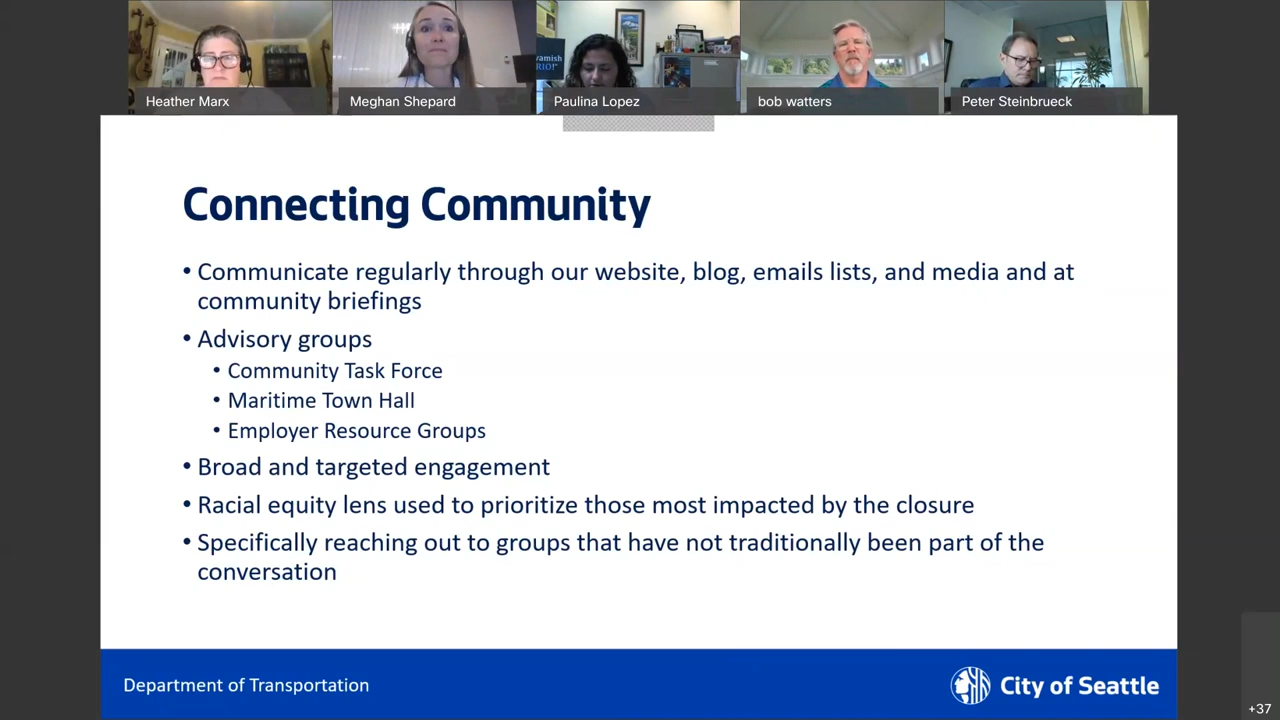 wamish
RIO!"
Heather Marx
Meghan Shepard
Paulina Lopez
bob watters
Peter Steinbrueck
Connecting Community
• Communicate regularly through our website, blog, emails lists, and media and at
community briefings
• Advisory groups
• Community Task Force
• Maritime Town Hall
• Employer Resource Groups
• Broad and targeted engagement
• Racial equity lens used to prioritize those most impacted by the closure
• Specifically reaching out to groups that have not traditionally been part of the
conversation
Department of Transportation
City of Seattle
+37